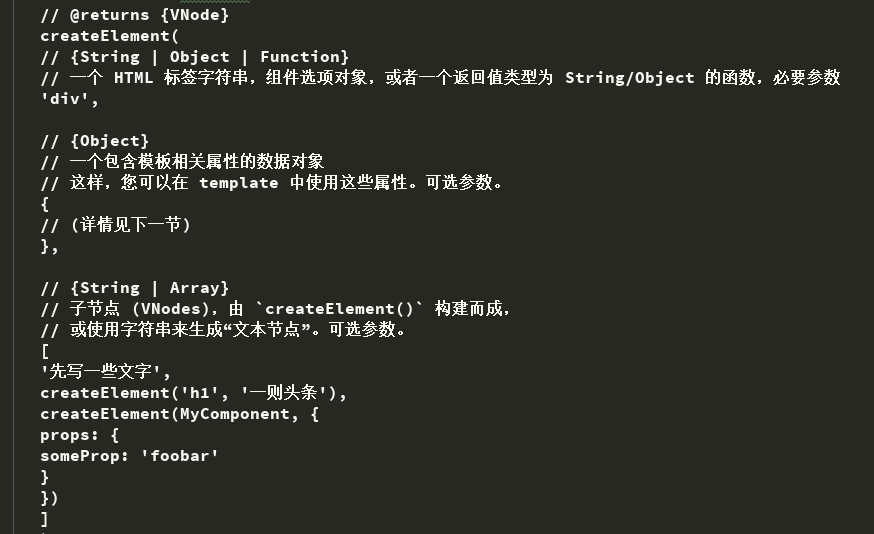 // @returns {VNode}
createElement(
// {String | Object | Function}
// 一个 HTML 标签字符串，组件选项对象，或者一个返回值类型为 String/Object 的函数，必要参数
'div',
// {Object}
// 一个包含模板相关属性的数据对象
// 这样，您可以在 template 中使用这些属性。可选参数。
{
// (详情见下一节)
},
// {String | Array}
// 子节点 (VNodes)，由 `createElement()` 构建而成，
// 或使用字符串来生成“文本节点”。可选参数。
[
'先写一些文字',
createElement('h1', '一则头条'),
createElement(MyComponent, {
props: {
someProp: 'foobar'
}
})
]